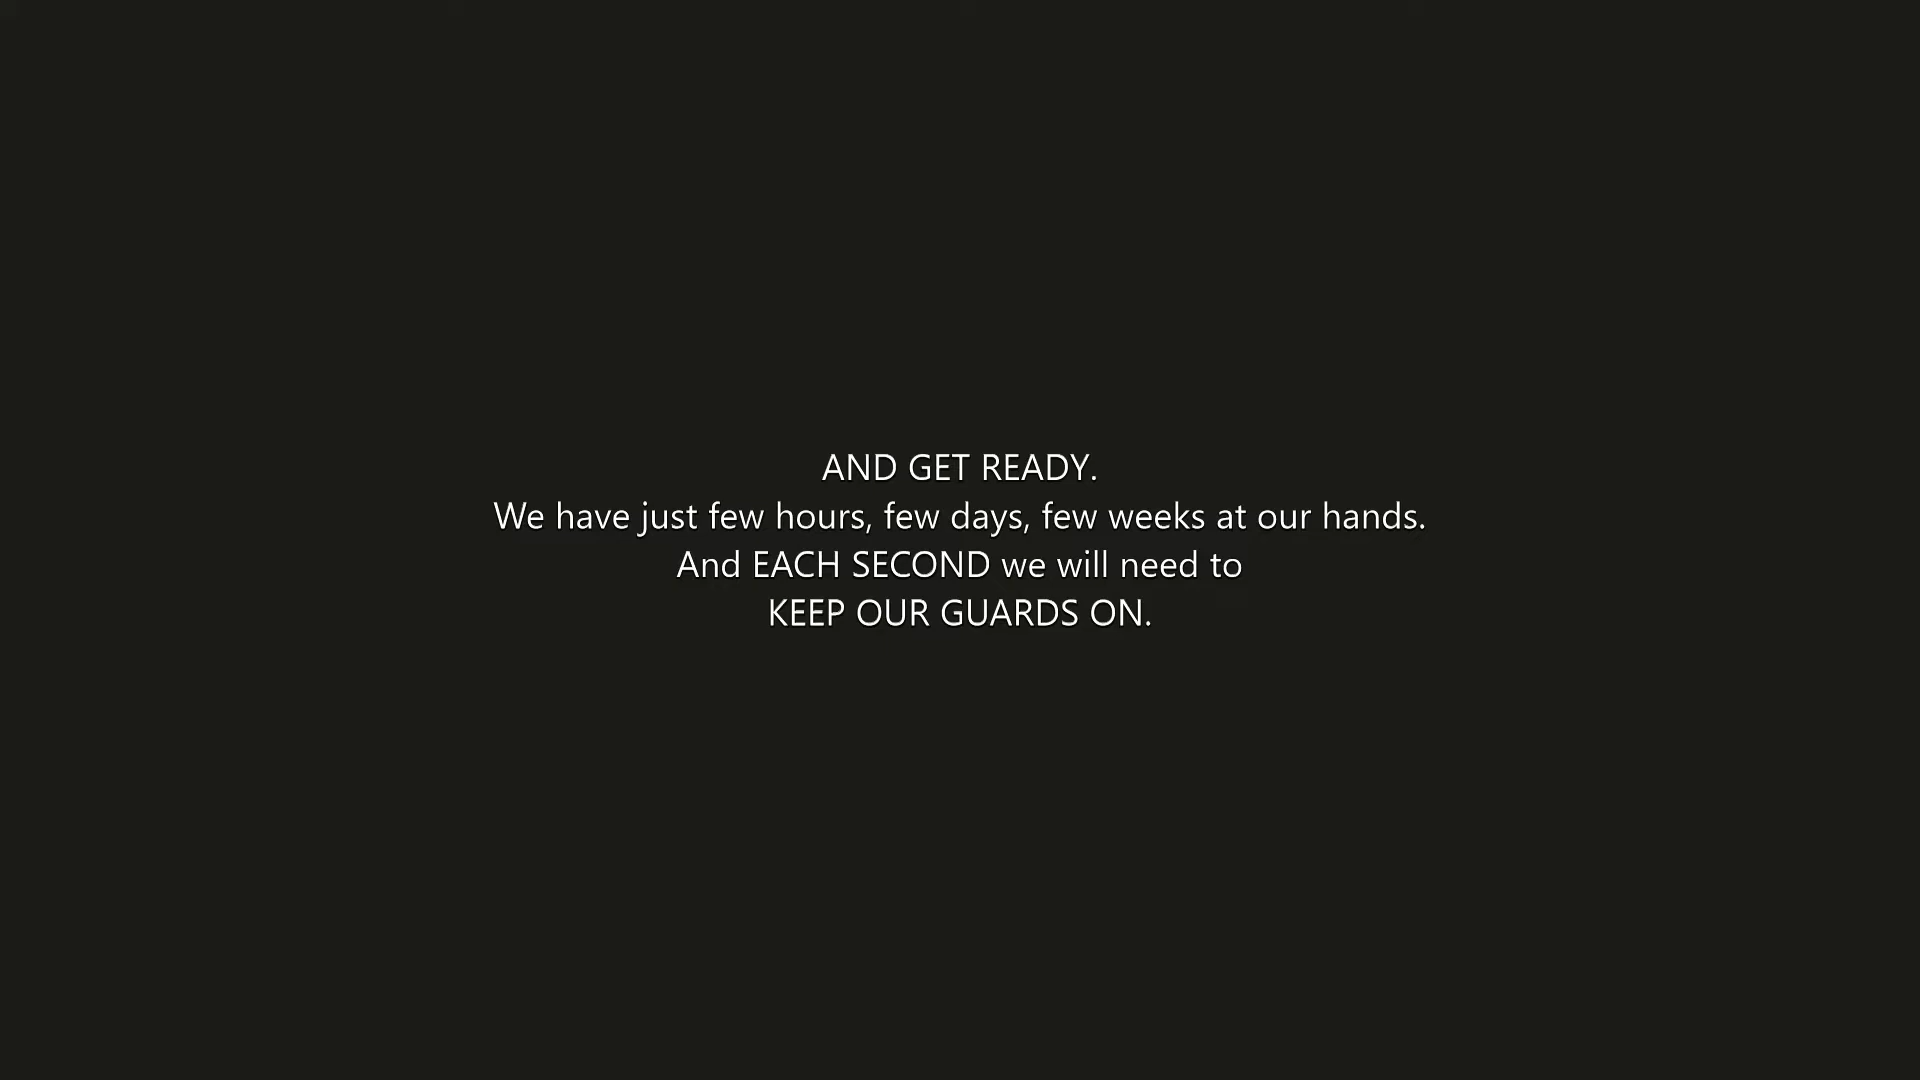 AND GET READY.
We have just few hours, few days, few weeks at our hands.
And EACH SECOND we will need to
KEEP OUR GUARDS ON.